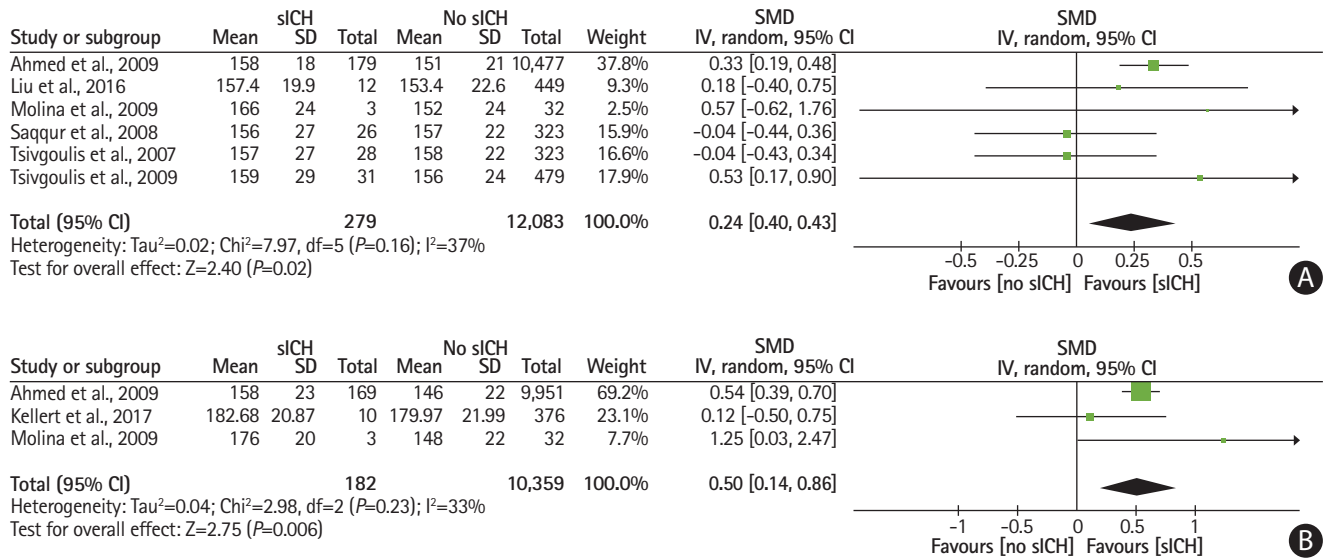 sICH No sICH SMD SMD
Study or subgroup Mean SD Total Mean SD Total Weight IV, random, 95% CI IV, random, 95% CI
Ahmed et al., 2009 158 18 179 151 21 10,477 37.8% 0.33 [0.19, 0.48]
Liu et al., 2016 157.4 19.9 12 153.4 22.6 449 9.3% 0.18 [-0.40, 0.75]
Molina et al., 2009 166 24 3 152 24 32 2.5% 0.57 [-0.62, 1.76]
Saqqur et al., 2008 156 27 26 157 22 323 15.9% -0.04 [-0.44, 0.36]
Tsivgoulis et al., 2007 157 27 28 158 22 323 16.6% -0.04 [-0.43, 0.34]
Tsivgoulis et al., 2009 159 29 31 156 24 479 17.9% 0.53 [0.17, 0.90]
Total (95% CI) 279 12,083 100.0% 0.24 [0.40, 0.43]
Heterogeneity: Tau²=0.02; Chi²=7.97, df=5 (P=0.16); I²=37%
Test for overall effect: Z=2.40 (P=0.02)
-0.5 -0.25 0 0.25 0.5
Favours [no sICH] Favours [sICH]
A
sICH No sICH SMD SMD
Study or subgroup Mean SD Total Mean SD Total Weight IV, random, 95% CI IV, random, 95% CI
Ahmed et al., 2009 158 23 169 146 22 9,951 69.2% 0.54 [0.39, 0.70]
Kellert et al., 2017 182.68 20.87 10 179.97 21.99 376 23.1% 0.12 [-0.50, 0.75]
Molina et al., 2009 176 20 3 148 22 32 7.7% 1.25 [0.03, 2.47]
Total (95% CI) 182 10,359 100.0% 0.50 [0.14, 0.86]
Heterogeneity: Tau²=0.04; Chi²=2.98, df=2 (P=0.23); I²=33%
Test for overall effect: Z=2.75 (P=0.006)
-1 -0.5 0 0.5 1
Favours [no sICH] Favours [sICH]
B